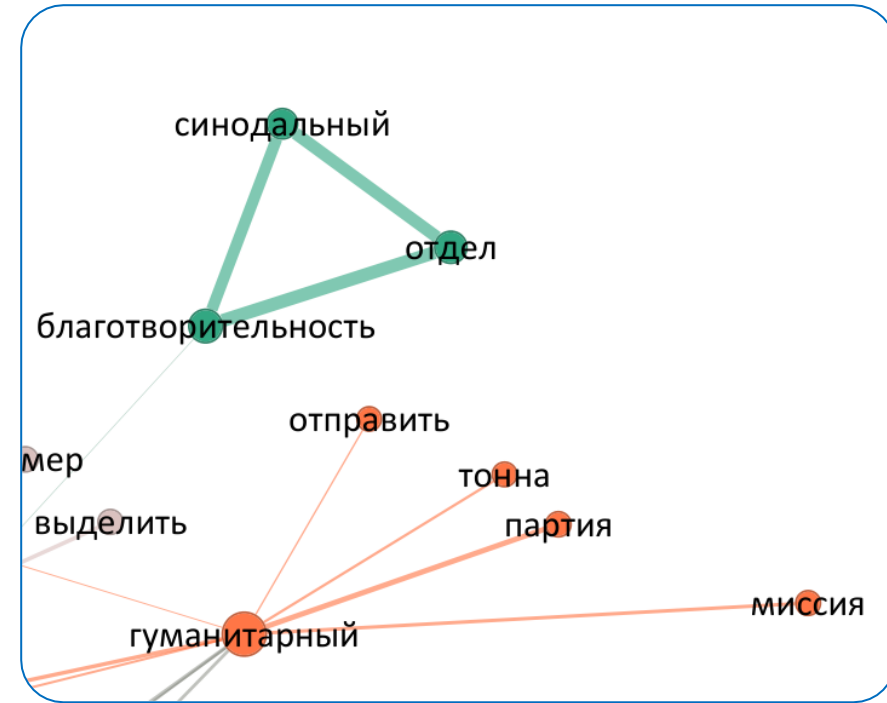 синодальный
отдел
благотворительность
отправить
мер
тонна
выделить
партия
миссия
гуманитарный